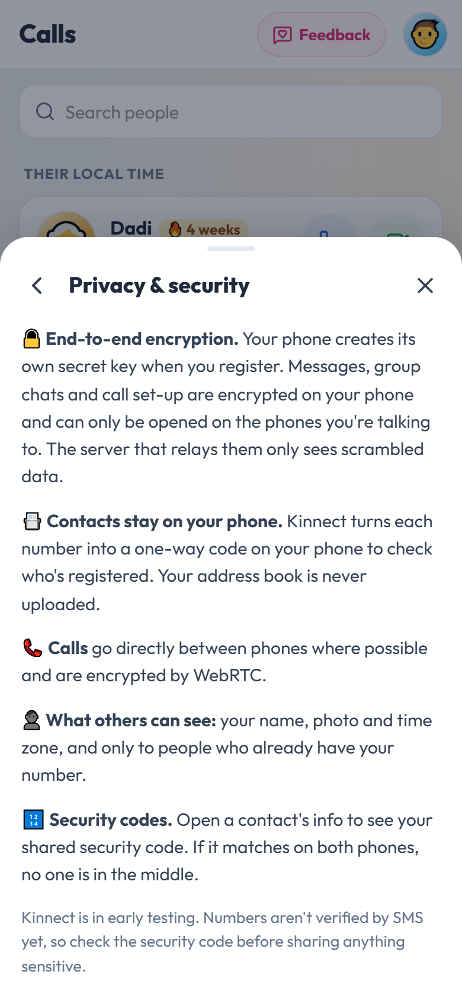 Calls
Feedback
Search people
THEIR LOCAL TIME
Dadi 🔥 4 weeks
Privacy & security
🔒 End-to-end encryption. Your phone creates its
own secret key when you register. Messages, group
chats and call set-up are encrypted on your phone
and can only be opened on the phones you're talking
to. The server that relays them only sees scrambled
data.
📇 Contacts stay on your phone. Kinnect turns each
number into a one-way code on your phone to check
who's registered. Your address book is never
uploaded.
📞 Calls go directly between phones where possible
and are encrypted by WebRTC.
👤 What others can see: your name, photo and time
zone, and only to people who already have your
number.
🔢 Security codes. Open a contact's info to see your
shared security code. If it matches on both phones,
no one is in the middle.
Kinnect is in early testing. Numbers aren't verified by SMS
yet, so check the security code before sharing anything
sensitive.